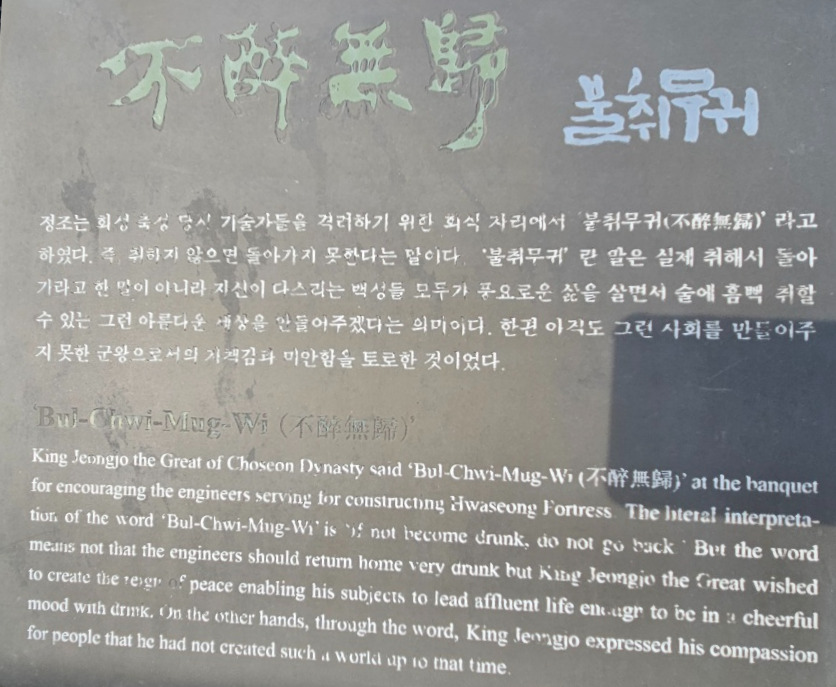 不醉無歸
불취무귀
정조는 화성 축성 당시 기술가들을 격려하기 위한 회식 자리에서 '불취무귀(不醉無歸)' 라고
하였다. 즉, 취하지 않으면 돌아가지 못한다는 말이다. '불취무귀' 란 말은 실제 취해서 돌아
가라고 한 말이 아니라 자신이 다스리는 백성들 모두가 풍요로운 삶을 살면서 술에 흠뻑 취할
수 있는 그런 아름다운 세상을 만들어주겠다는 의미이다. 한편 아직도 그런 사회를 만들어주
지 못한 군왕으로서의 자책감과 미안함을 토로한 것이었다.
'Bul-Chwi-Mug-Wi (不醉無歸)'
King Jeongjo the Great of Choseon Dynasty said 'Bul-Chwi-Mug-Wi (不醉無歸)' at the banquet
for encouraging the engineers serving for constructing Hwaseong Fortress. The literal interpreta-
tion of the word 'Bul-Chwi-Mug-Wi' is 'if not become drunk, do not go back.' But the word
means not that the engineers should return home very drunk but King Jeongjo the Great wished
to create the reign of peace enabling his subjects to lead affluent life enough to be in a cheerful
mood with drink. On the other hands, through the word, King Jeongjo expressed his compassion
for people that he had not created such a world up to that time.